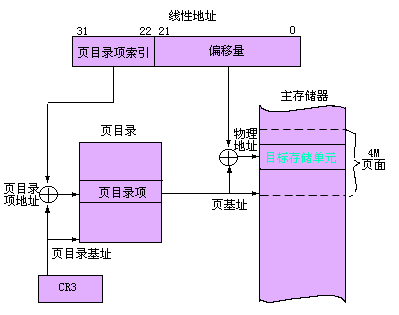 线性地址
31 22 21 0
页目录项索引 偏移量
主存储器
页目录
物理
地址
目标存储单元
4M
页面
页目录
项地址
页目录项
页基址
页目录基址
CR3